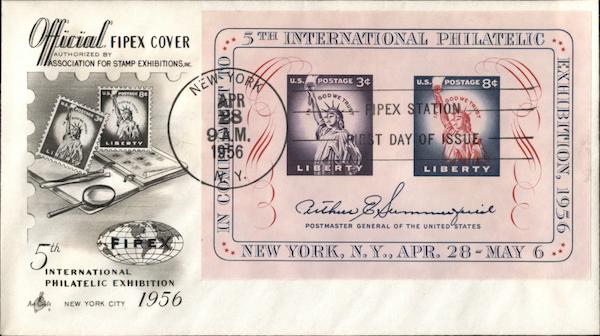 Official FIPEX COVER
AUTHORIZED BY
ASSOCIATION FOR STAMP EXHIBITIONS, INC.
3¢
U.S. POSTAGE 8¢
LIBERTY
FIPEX
5th
INTERNATIONAL
PHILATELIC EXHIBITION
NEW YORK CITY 1956
NEW YORK
APR
28
9 AM.
1956
N.Y.
FIPEX STATION
FIRST DAY OF ISSUE
5TH INTERNATIONAL PHILATELIC
EXHIBITION, 1956
U.S. POSTAGE 3¢
IN GOD WE TRUST
LIBERTY
U.S. POSTAGE 8¢
IN GOD WE TRUST
LIBERTY
Arthur E Summerfield
POSTMASTER GENERAL OF THE UNITED STATES
NEW YORK, N.Y., APR. 28-MAY 6